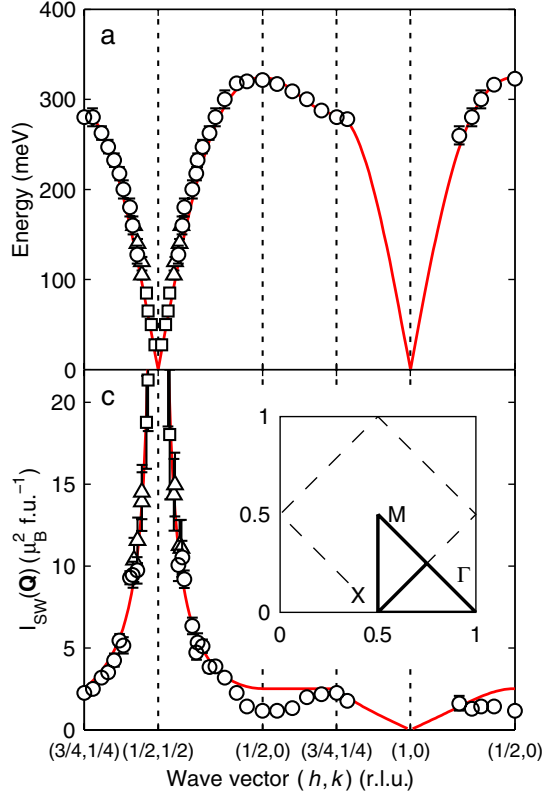 400
a
300
200
100
0
Energy (meV)
c
20
15
10
5
0
I_SW(Q) (μ_B^2 f.u.^-1)
1
0.5
0
M
X
Γ
0 0.5 1
(3/4,1/4) (1/2,1/2) (1/2,0) (3/4,1/4) (1,0) (1/2,0)
Wave vector (h,k) (r.l.u.)